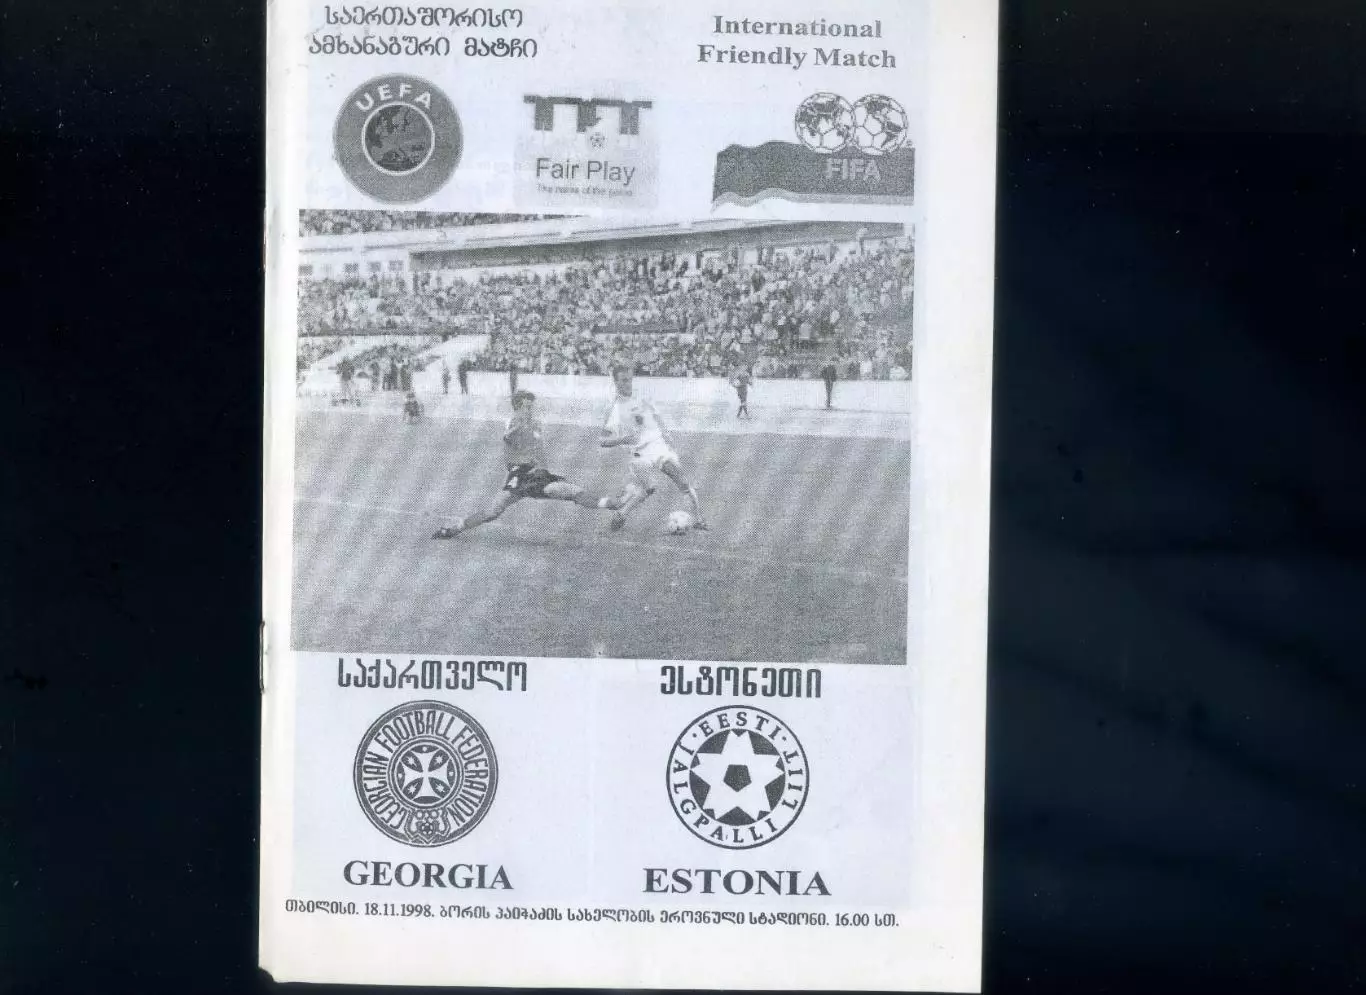 საერთაშორისო
ამხანაგური მატჩი
International
Friendly Match
UEFA
Fair Play
The name of the game
FIFA
4
საქართველო
ესტონეთი
GEORGIAN FOOTBALL FEDERATION
EESTI JALGPALLI LIIT
GEORGIA
ESTONIA
თბილისი. 18.11.1998. ბორის პაიჭაძის სახელობის ეროვნული სტადიონი. 16.00 სთ.